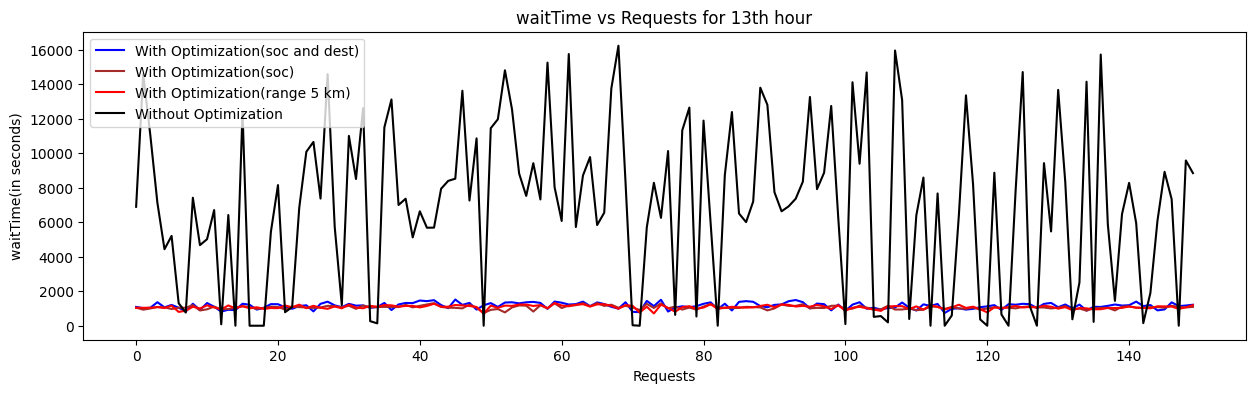 waitTime vs Requests for 13th hour
With Optimization(soc and dest)
With Optimization(soc)
With Optimization(range 5 km)
Without Optimization
waitTime(in seconds)
16000
14000
12000
10000
8000
6000
4000
2000
0
0 20 40 60 80 100 120 140
Requests